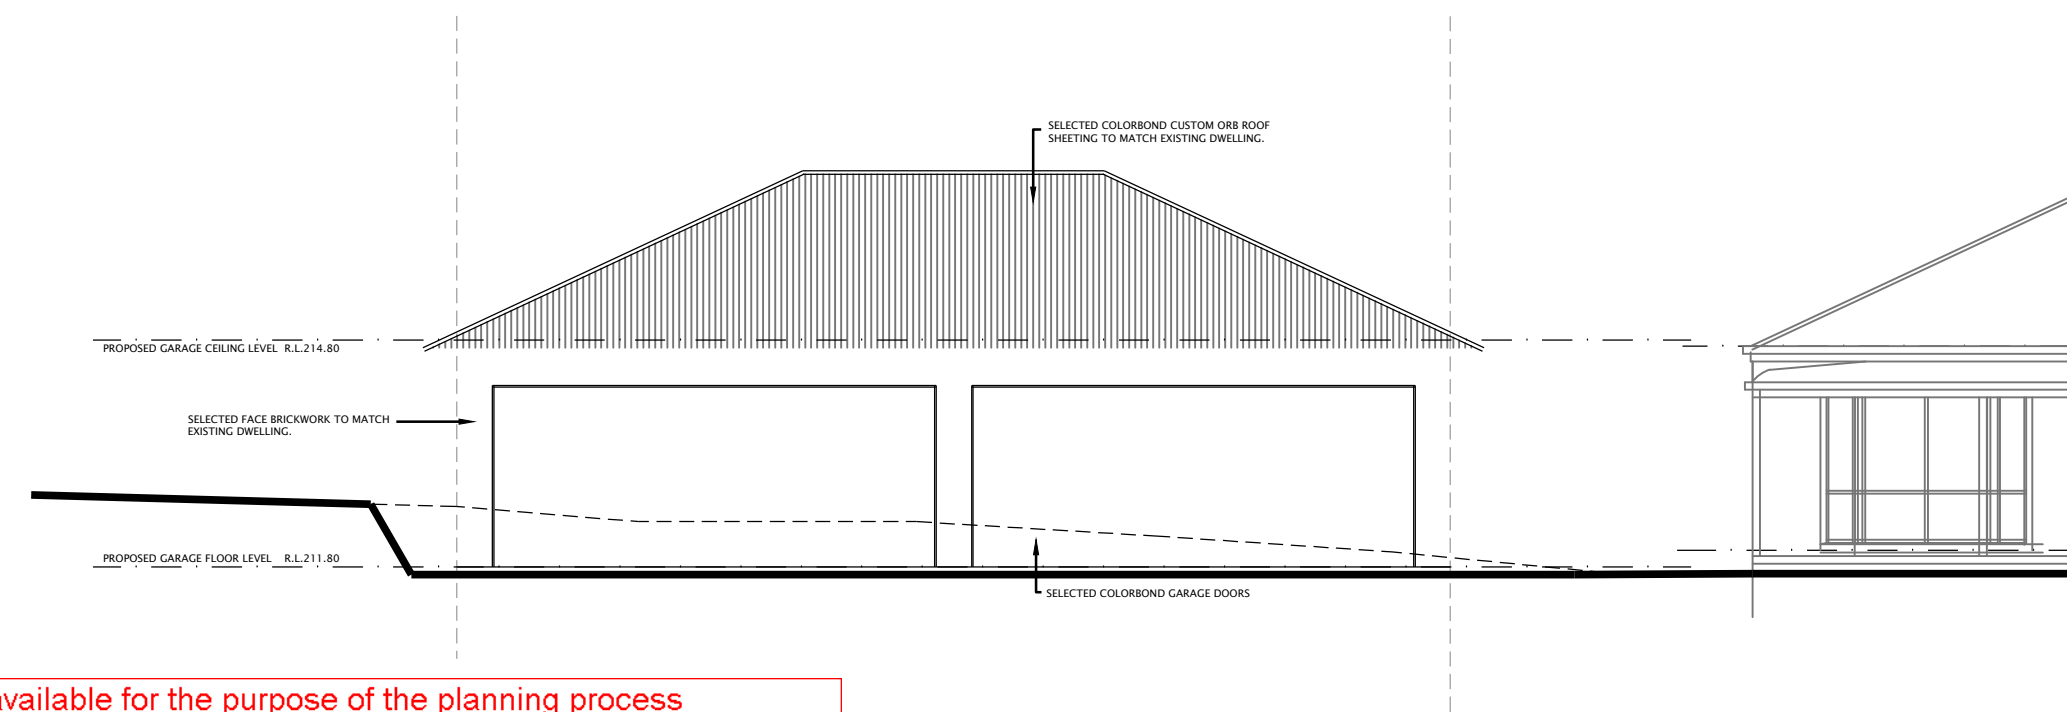 SELECTED COLORBOND CUSTOM ORB ROOF
SHEETING TO MATCH EXISTING DWELLING.
PROPOSED GARAGE CEILING LEVEL R.L.214.80
SELECTED FACE BRICKWORK TO MATCH
EXISTING DWELLING.
PROPOSED GARAGE FLOOR LEVEL R.L.211.80
SELECTED COLORBOND GARAGE DOORS
available for the purpose of the planning process